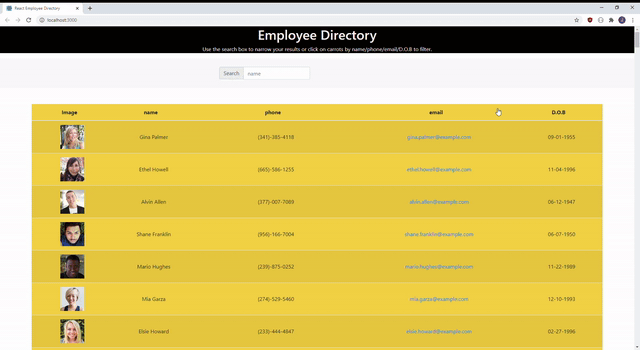 React Employee Directory
localhost:3000
Employee Directory
Use the search box to narrow your results or click on carrots by name/phone/email/D.O.B to filter.
Search name
Image name phone email D.O.B
Gina Palmer (341)-385-4118 gina.palmer@example.com 09-01-1955
Ethel Howell (665)-586-1255 ethel.howell@example.com 11-04-1996
Alvin Allen (377)-007-7089 alvin.allen@example.com 06-12-1947
Shane Franklin (956)-166-7004 shane.franklin@example.com 06-07-1950
Mario Hughes (239)-875-0252 mario.hughes@example.com 11-22-1989
Mia Garza (274)-529-5460 mia.garza@example.com 12-10-1993
Elsie Howard (233)-444-4847 elsie.howard@example.com 02-27-1996